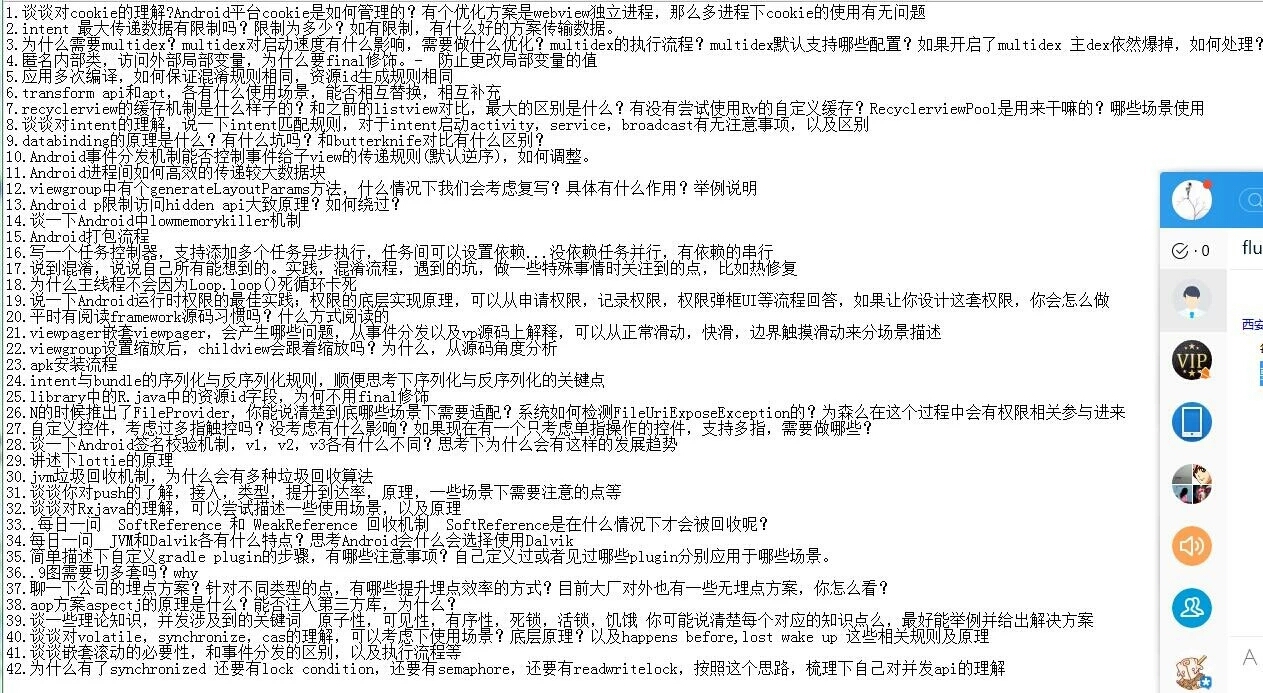 1.谈谈对cookie的理解?Android平台cookie是如何管理的？有个优化方案是webview独立进程，那么多进程下cookie的使用有无问题
2.intent 最大传递数据有限制吗？限制为多少？如有限制，有什么好的方案传输数据。
3.为什么需要multidex？multidex对启动速度有什么影响，需要做什么优化？multidex的执行流程？multidex默认支持哪些配置？如果开启了multidex 主dex依然爆掉，如何处理？
4.匿名内部类，访问外部局部变量，为什么要final修饰。- 防止更改局部变量的值
5.应用多次编译，如何保证混淆规则相同，资源id生成规则相同
6.transform api和apt，各有什么使用场景，能否相互替换，相互补充
7.recyclerview的缓存机制是什么样子的？和之前的listview对比，最大的区别是什么？有没有尝试使用Rv的自定义缓存？RecyclerviewPool是用来干嘛的？哪些场景使用
8.谈谈对intent的理解，说一下intent匹配规则，对于intent启动activity，service，broadcast有无注意事项，以及区别
9.databinding的原理是什么？有什么坑吗？和butterknife对比有什么区别？
10.Android事件分发机制能否控制事件给子view的传递规则(默认逆序)，如何调整。
11.Android进程间如何高效的传递较大数据块
12.viewgroup中有个generateLayoutParams方法，什么情况下我们会考虑复写？具体有什么作用？举例说明
13.Android p限制访问hidden api大致原理？如何绕过？
14.谈一下Android中lowmemorykiller机制
15.Android打包流程
16.写一个任务控制器，支持添加多个任务异步执行，任务间可以设置依赖...没依赖任务并行，有依赖的串行
17.说到混淆，说说自己所有能想到的。实践，混淆流程，遇到的坑，做一些特殊事情时关注到的点，比如热修复
18.为什么主线程不会因为Loop.loop()死循环卡死
19.说一下Android运行时权限的最佳实践；权限的底层实现原理，可以从申请权限，记录权限，权限弹框UI等流程回答，如果让你设计这套权限，你会怎么做
20.平时有阅读framework源码习惯吗？什么方式阅读的
21.viewpager嵌套viewpager，会产生哪些问题，从事件分发以及vp源码上解释，可以从正常滑动，快滑，边界触摸滑动来分场景描述
22.viewgroup设置缩放后，childview会跟着缩放吗？为什么，从源码角度分析
23.apk安装流程
24.intent与bundle的序列化与反序列化规则，顺便思考下序列化与反序列化的关键点
25.library中的R.java中的资源id字段，为何不用final修饰
26.N的时候推出了FileProvider，你能说清楚到底哪些场景下需要适配？系统如何检测FileUriExposeException的？为森么在这个过程中会有权限相关参与进来
27.自定义控件，考虑过多指触控吗？没考虑有什么影响？如果现在有一个只考虑单指操作的控件，支持多指，需要做哪些？
28.谈一下Android签名校验机制，v1，v2，v3各有什么不同？思考下为什么会有这样的发展趋势
29.讲述下lottie的原理
30.jvm垃圾回收机制，为什么会有多种垃圾回收算法
31.谈谈你对push的了解，接入，类型，提升到达率，原理，一些场景下需要注意的点等
32.谈谈对Rxjava的理解，可以尝试描述一些使用场景，以及原理
33..每日一问 SoftReference 和 WeakReference 回收机制 SoftReference是在什么情况下才会被回收呢？
34.每日一问 JVM和Dalvik各有什么特点？思考Android会什么会选择使用Dalvik
35.简单描述下自定义gradle plugin的步骤，有哪些注意事项？自己定义过或者见过哪些plugin分别应用于哪些场景。
36..9图需要切多套吗？why
37.聊一下公司的埋点方案？针对不同类型的点，有哪些提升埋点效率的方式？目前大厂对外也有一些无埋点方案，你怎么看？
38.aop方案aspectj的原理是什么？能否注入第三方库，为什么？
39.谈一些理论知识，并发涉及到的关键词 原子性，可见性，有序性，死锁，活锁，饥饿 你可能说清楚每个对应的知识点么，最好能举例并给出解决方案
40.谈谈对volatile，synchronize，cas的理解，可以考虑下使用场景？底层原理？以及happens before,lost wake up 这些相关规则及原理
41.谈谈嵌套滚动的必要性，和事件分发的区别，以及执行流程等
42.为什么有了synchronized 还要有lock condition，还要有semaphore，还要有readwritelock，按照这个思路，梳理下自己对并发api的理解
· 0
flu
西安
VIP
A